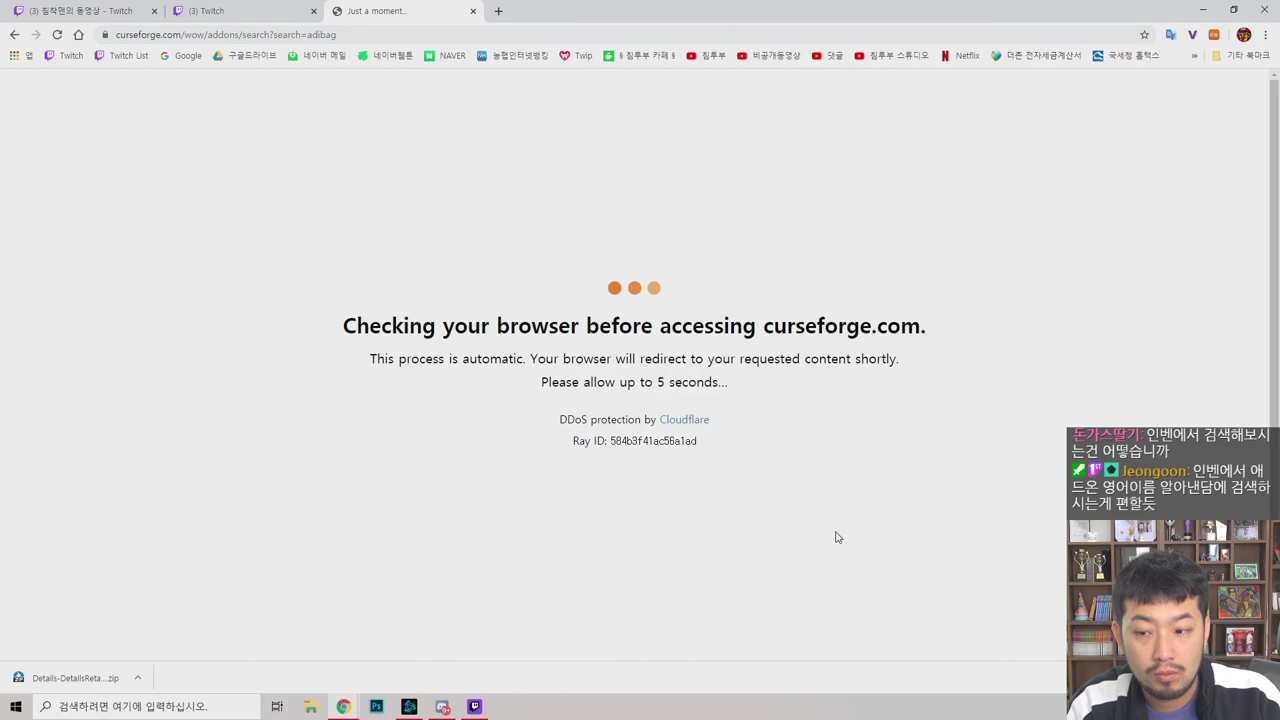 (3) 짐착맨의 동영상 - Twitch
(3) Twitch
Just a moment...
curseforge.com/wow/addons/search?search=adibag
앱
Twitch
Twitch List
Google
구글드라이브
네이버 메일
네이버웹툰
NAVER
농협인터넷뱅킹
Twip
§ 침투부 카페 §
침투부
비공개동영상
댓글
침투부 스튜디오
Netflix
더존 전자세금계산서
국세청 홈택스
»
기타 북마크
Checking your browser before accessing curseforge.com.
This process is automatic. Your browser will redirect to your requested content shortly.
Please allow up to 5 seconds...
DDoS protection by Cloudflare
Ray ID: 584b3f41ac56a1ad
돈가스딸기: 인벤에서 검색해보시
는건 어떻습니까
Jeongoon: 인벤에서 애
드온 영어이름 알아낸담에 검색하
시는게 편할듯
Details-DetailsReta....zip
검색하려면 여기에 입력하십시오.